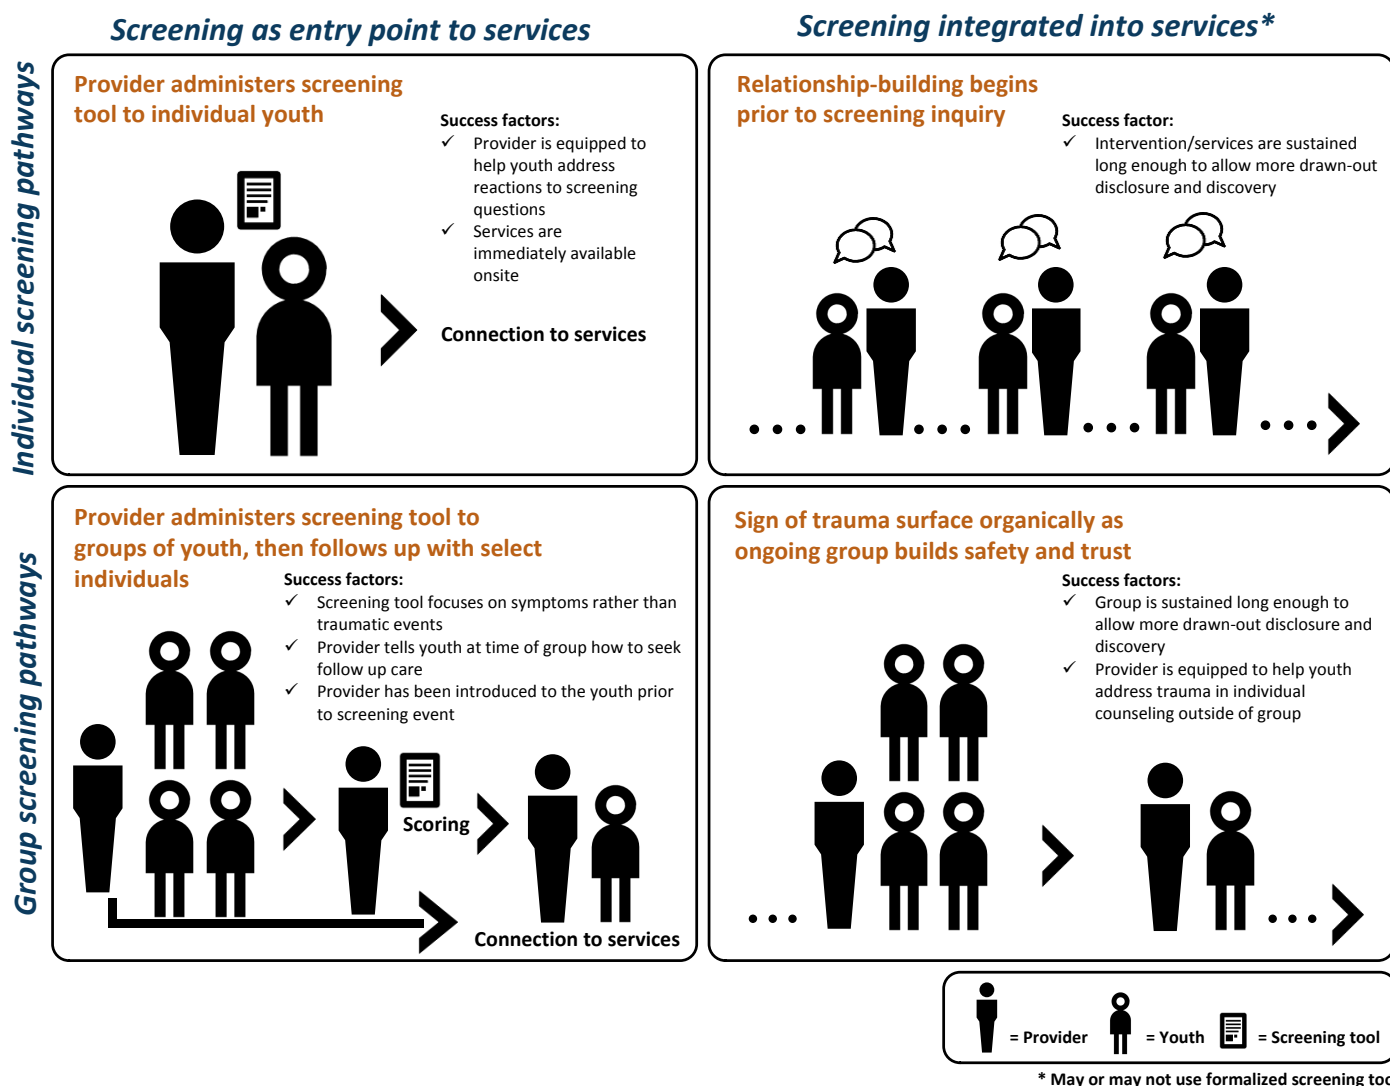 Screening as entry point to services
Screening integrated into services*
Individual screening pathways
Provider administers screening
tool to individual youth
Success factors:
✓ Provider is equipped to
help youth address
reactions to screening
questions
✓ Services are
immediately available
onsite
Connection to services
Relationship-building begins
prior to screening inquiry
Success factor:
✓ Intervention/services are sustained
long enough to allow more drawn-out
disclosure and discovery
Group screening pathways
Provider administers screening tool to
groups of youth, then follows up with select
individuals
Success factors:
✓ Screening tool focuses on symptoms rather than
traumatic events
✓ Provider tells youth at time of group how to seek
follow up care
✓ Provider has been introduced to the youth prior
to screening event
Scoring
Connection to services
Sign of trauma surface organically as
ongoing group builds safety and trust
Success factors:
✓ Group is sustained long enough to
allow more drawn-out disclosure and
discovery
✓ Provider is equipped to help youth
address trauma in individual
counseling outside of group
= Provider = Youth = Screening tool
* May or may not use formalized screening too